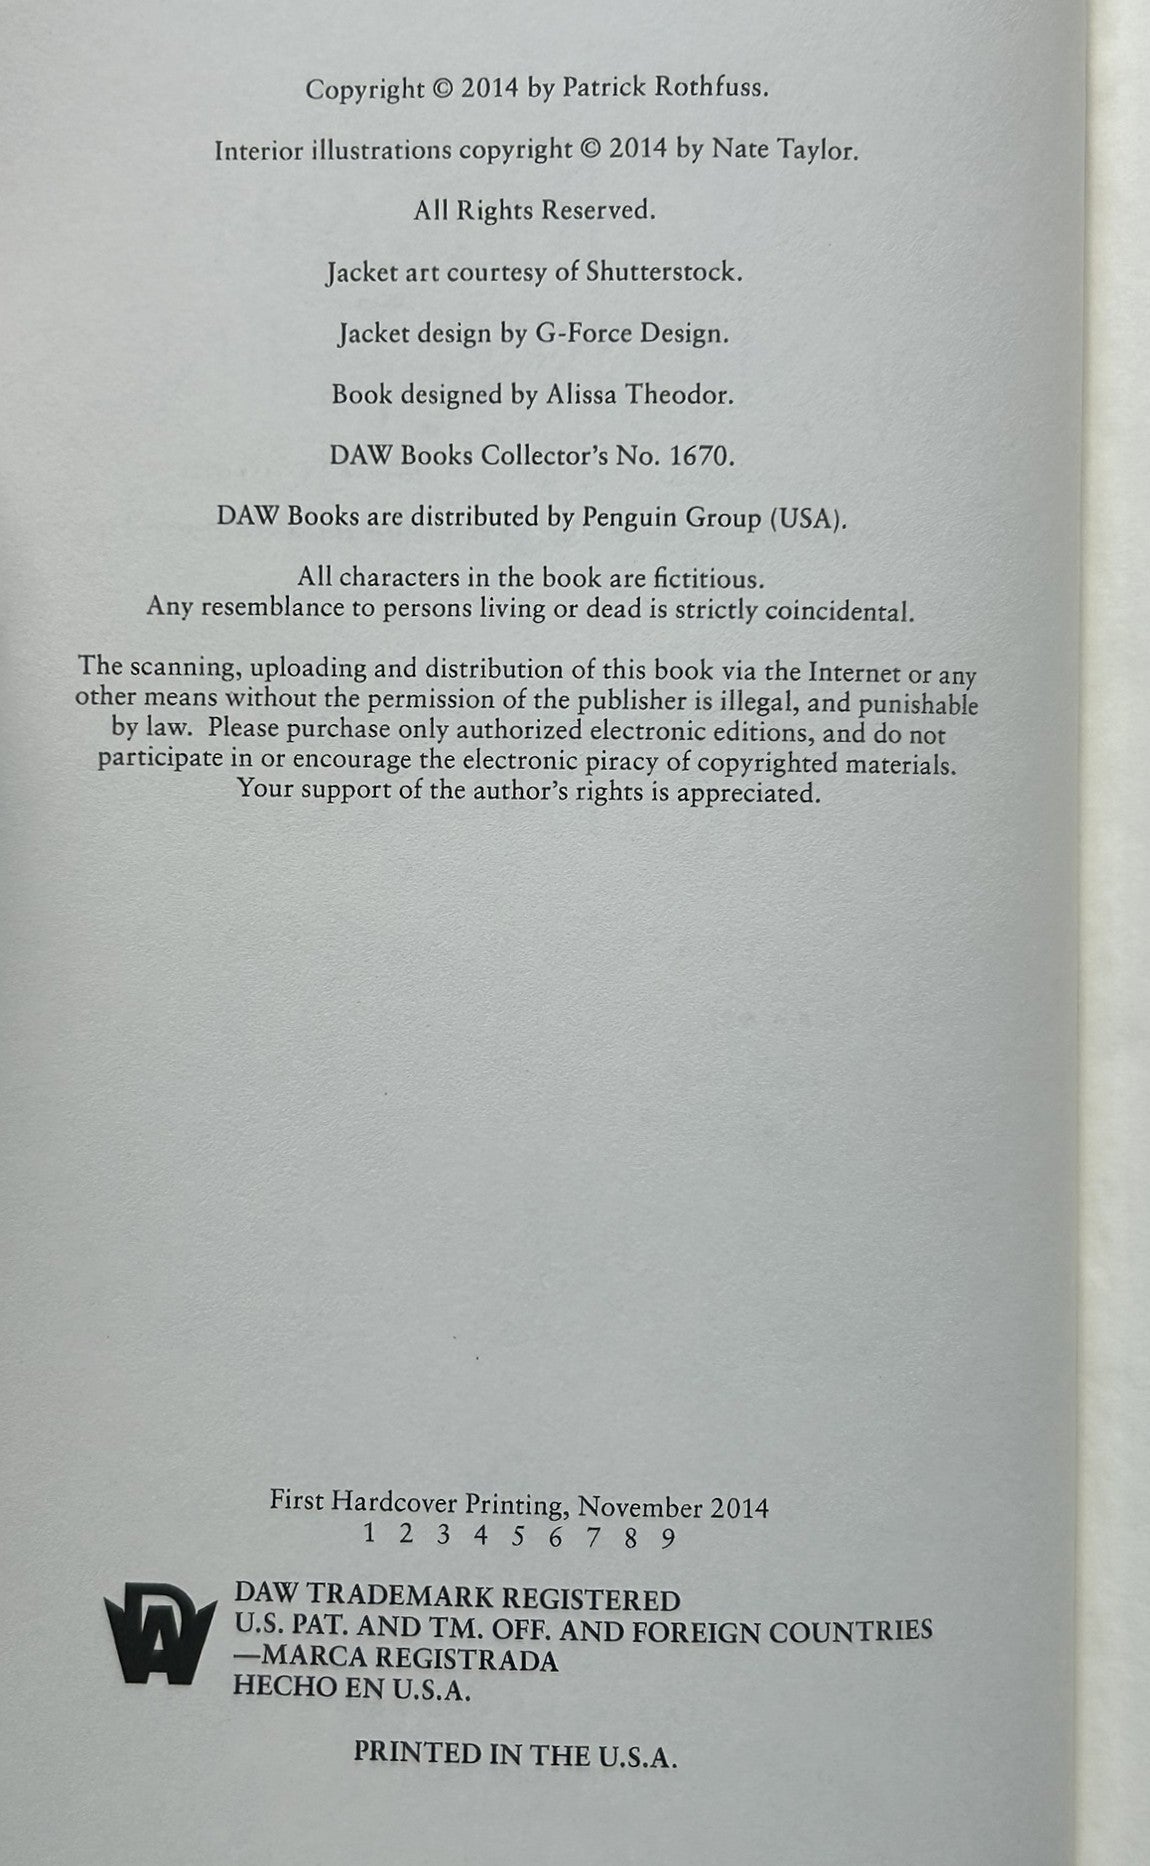 Copyright © 2014 by Patrick Rothfuss.
Interior illustrations copyright © 2014 by Nate Taylor.
All Rights Reserved.
Jacket art courtesy of Shutterstock.
Jacket design by G-Force Design.
Book designed by Alissa Theodor.
DAW Books Collector's No. 1670.
DAW Books are distributed by Penguin Group (USA).
All characters in the book are fictitious.
Any resemblance to persons living or dead is strictly coincidental.
The scanning, uploading and distribution of this book via the Internet or any
other means without the permission of the publisher is illegal, and punishable
by law.  Please purchase only authorized electronic editions, and do not
participate in or encourage the electronic piracy of copyrighted materials.
Your support of the author's rights is appreciated.
First Hardcover Printing, November 2014
1 2 3 4 5 6 7 8 9
DAW
DAW TRADEMARK REGISTERED
U.S. PAT. AND TM. OFF. AND FOREIGN COUNTRIES
—MARCA REGISTRADA
HECHO EN U.S.A.
PRINTED IN THE U.S.A.